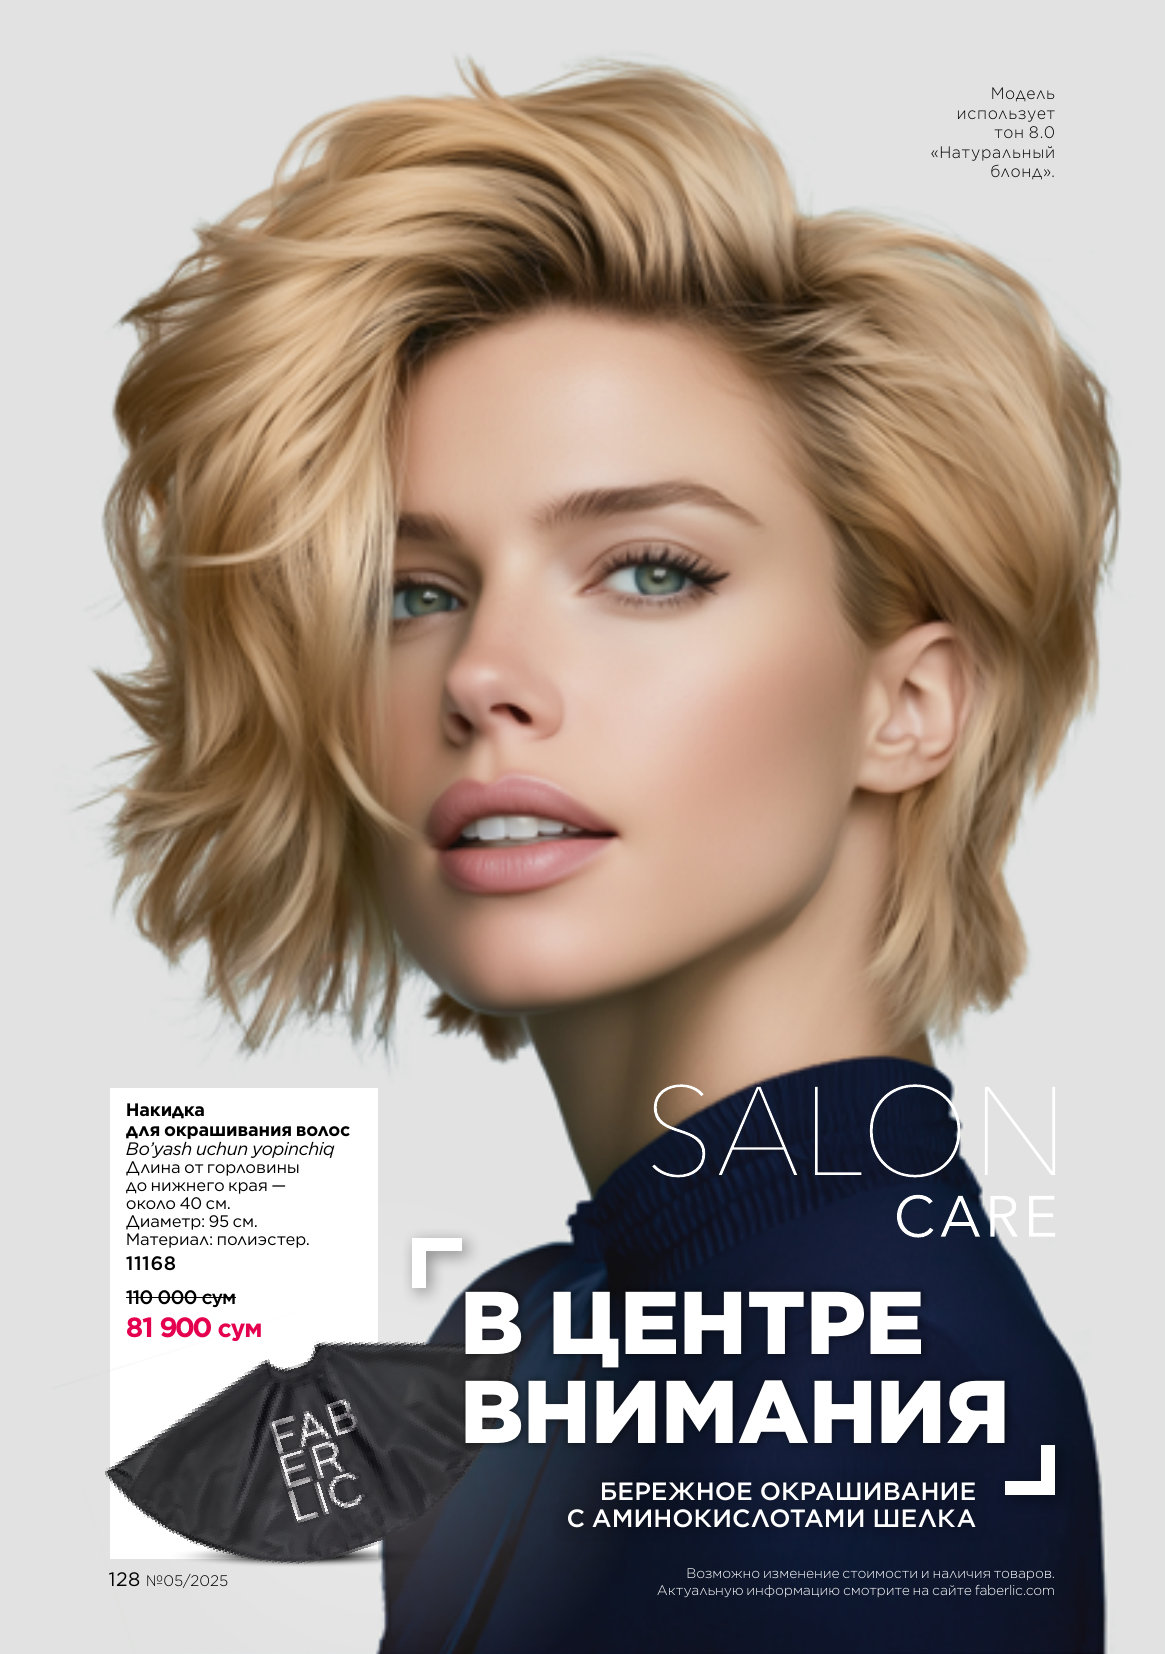 Модель
использует
тон 8.0
«Натуральный
блонд».
Накидка
для окрашивания волос
Bo’yash uchun yopinchiq
Длина от горловины
до нижнего края —
около 40 см.
Диаметр: 95 см.
Материал: полиэстер.
11168
110 000 сум
81 900 сум
FAB
ER
LIC
SALON
CARE
В ЦЕНТРЕ
ВНИМАНИЯ
БЕРЕЖНОЕ ОКРАШИВАНИЕ
С АМИНОКИСЛОТАМИ ШЕЛКА
128 №05/2025
Возможно изменение стоимости и наличия товаров.
Актуальную информацию смотрите на сайте faberlic.com